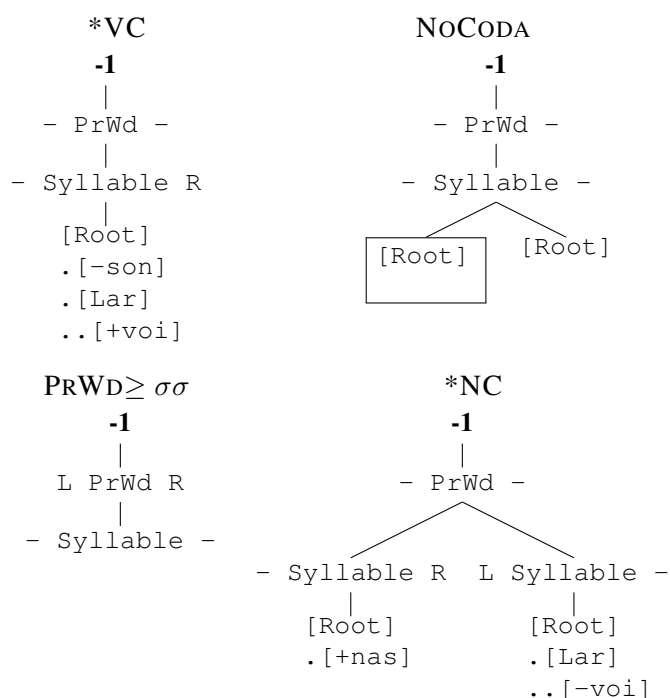 *VC
-1
- PrWd -
- Syllable R
[Root]
.[-son]
.[Lar]
..[+voi]
NOCODA
-1
- PrWd -
- Syllable -
[Root] [Root]
PRWD≥ σσ
-1
L PrWd R
- Syllable -
*NC
-1
- PrWd -
- Syllable R L Syllable -
[Root] [Root]
.[+nas] .[Lar]
..[-voi]